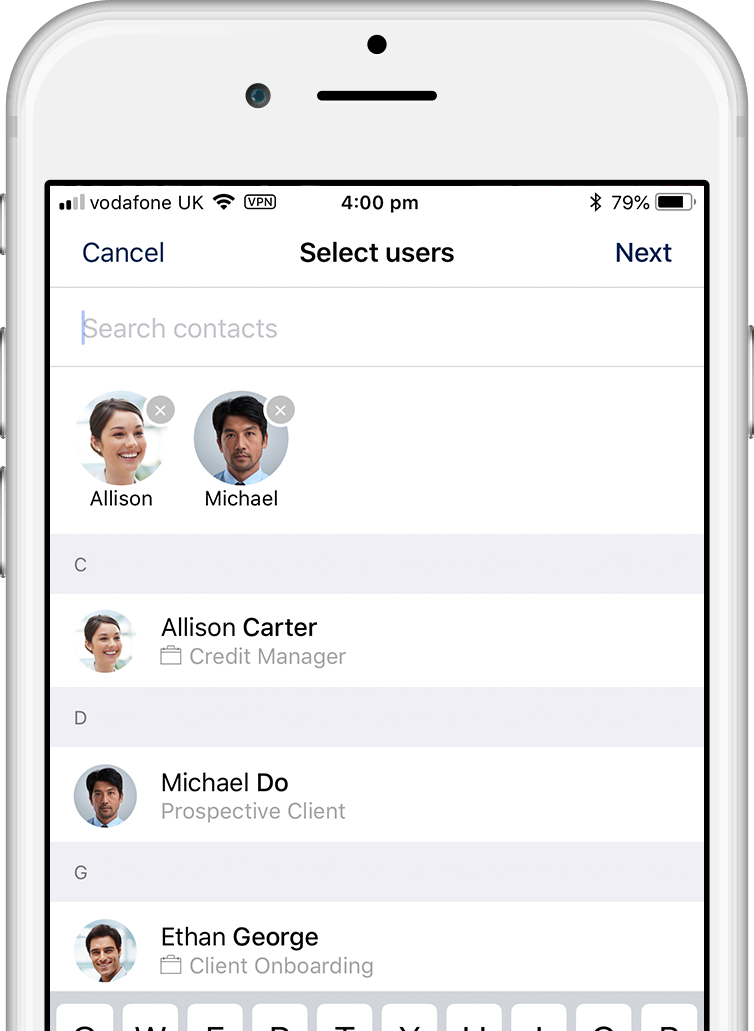 vodafone UK VPN 4:00 pm 79%
Cancel Select users Next
Search contacts
Allison Michael
C
Allison Carter
Credit Manager
D
Michael Do
Prospective Client
G
Ethan George
Client Onboarding
Q W E R T Y U I O P